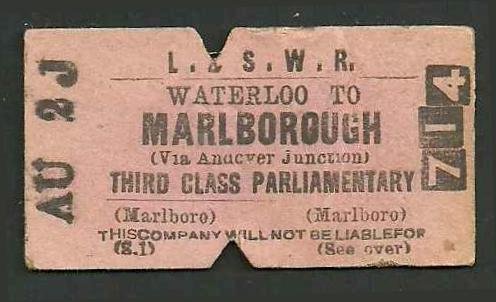 L. & S. W. R.
WATERLOO TO
MARLBOROUGH
(Via Andover Junction)
THIRD CLASS PARLIAMENTARY
(Marlboro) (Marlboro)
THIS COMPANY WILL NOT BE LIABLE FOR
(S.1) (See over)
AU 2 J
714